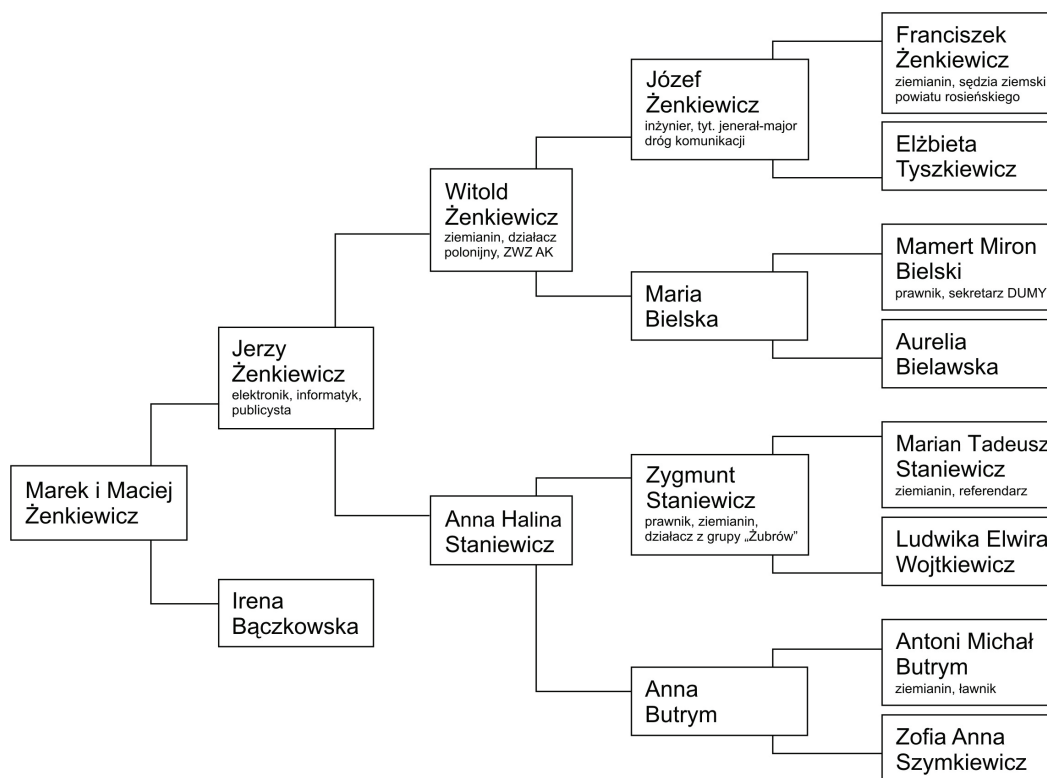 Franciszek
Żenkiewicz
ziemianin, sędzia ziemski
powiatu rosieńskiego
Józef
Żenkiewicz
inżynier, tyt. jenerał-major
dróg komunikacji
Elżbieta
Tyszkiewicz
Witold
Żenkiewicz
ziemianin, działacz
polonijny, ZWZ AK
Mamert Miron
Bielski
prawnik, sekretarz DUMY
Maria
Bielska
Aurelia
Bielawska
Jerzy
Żenkiewicz
elektronik, informatyk,
publicysta
Marian Tadeusz
Staniewicz
ziemianin, referendarz
Zygmunt
Staniewicz
prawnik, ziemianin,
działacz z grupy „Żubrów”
Marek i Maciej
Żenkiewicz
Anna Halina
Staniewicz
Ludwika Elwira
Wojtkiewicz
Irena
Bączkowska
Antoni Michał
Butrym
ziemianin, ławnik
Anna
Butrym
Zofia Anna
Szymkiewicz